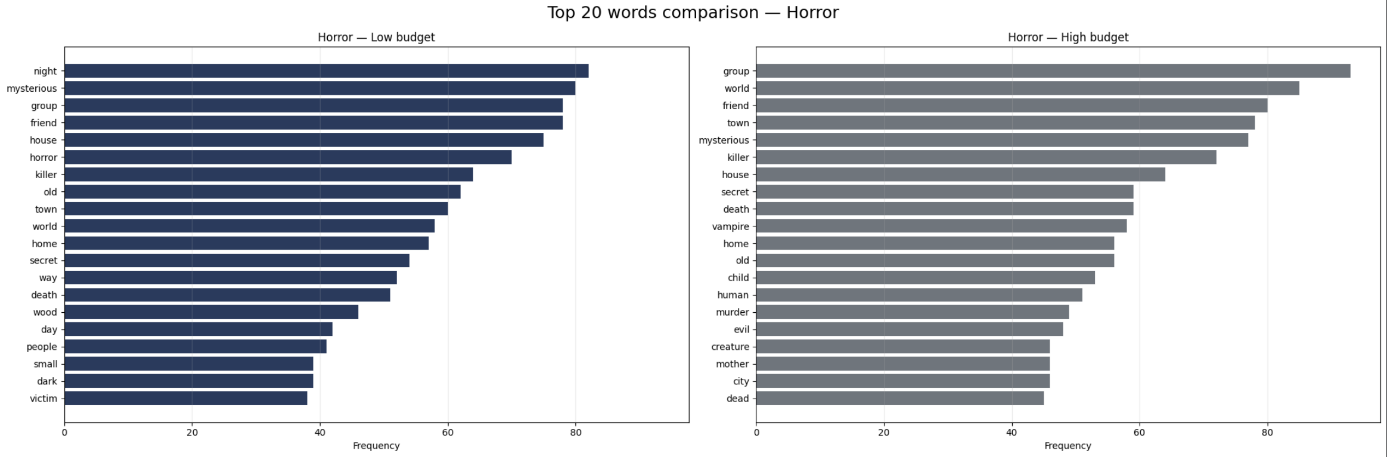 Top 20 words comparison — Horror
Horror — Low budget
night
mysterious
group
friend
house
horror
killer
old
town
world
home
secret
way
death
wood
day
people
small
dark
victim
0 20 40 60 80
Frequency
Horror — High budget
group
world
friend
town
mysterious
killer
house
secret
death
vampire
home
old
child
human
murder
evil
creature
mother
city
dead
0 20 40 60 80
Frequency